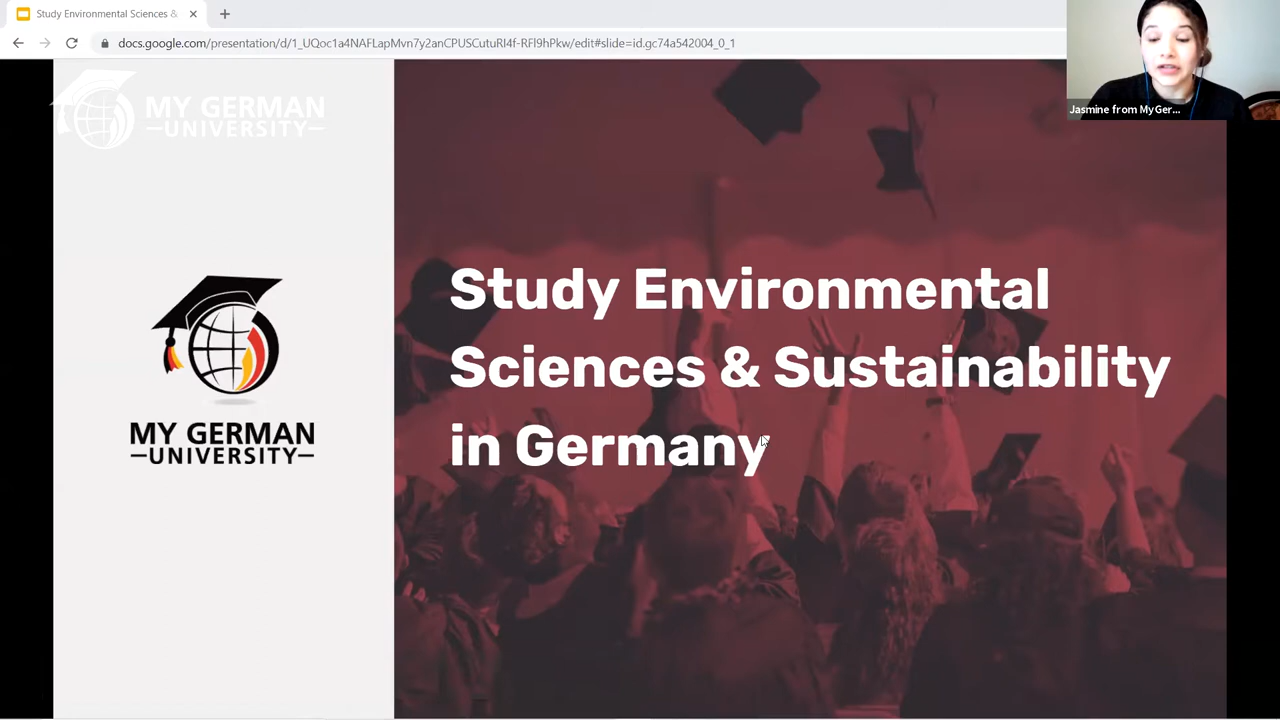 Study Environmental Sciences &
docs.google.com/presentation/d/1_UQoc1a4NAFLapMvn7y2anCPUSCutuRl4f-RFl9hPkw/edit#slide=id.gc74a542004_0_1
Jasmine from MyGer...
MY GERMAN
UNIVERSITY
Study Environmental
Sciences & Sustainability
in Germany
MY GERMAN
UNIVERSITY